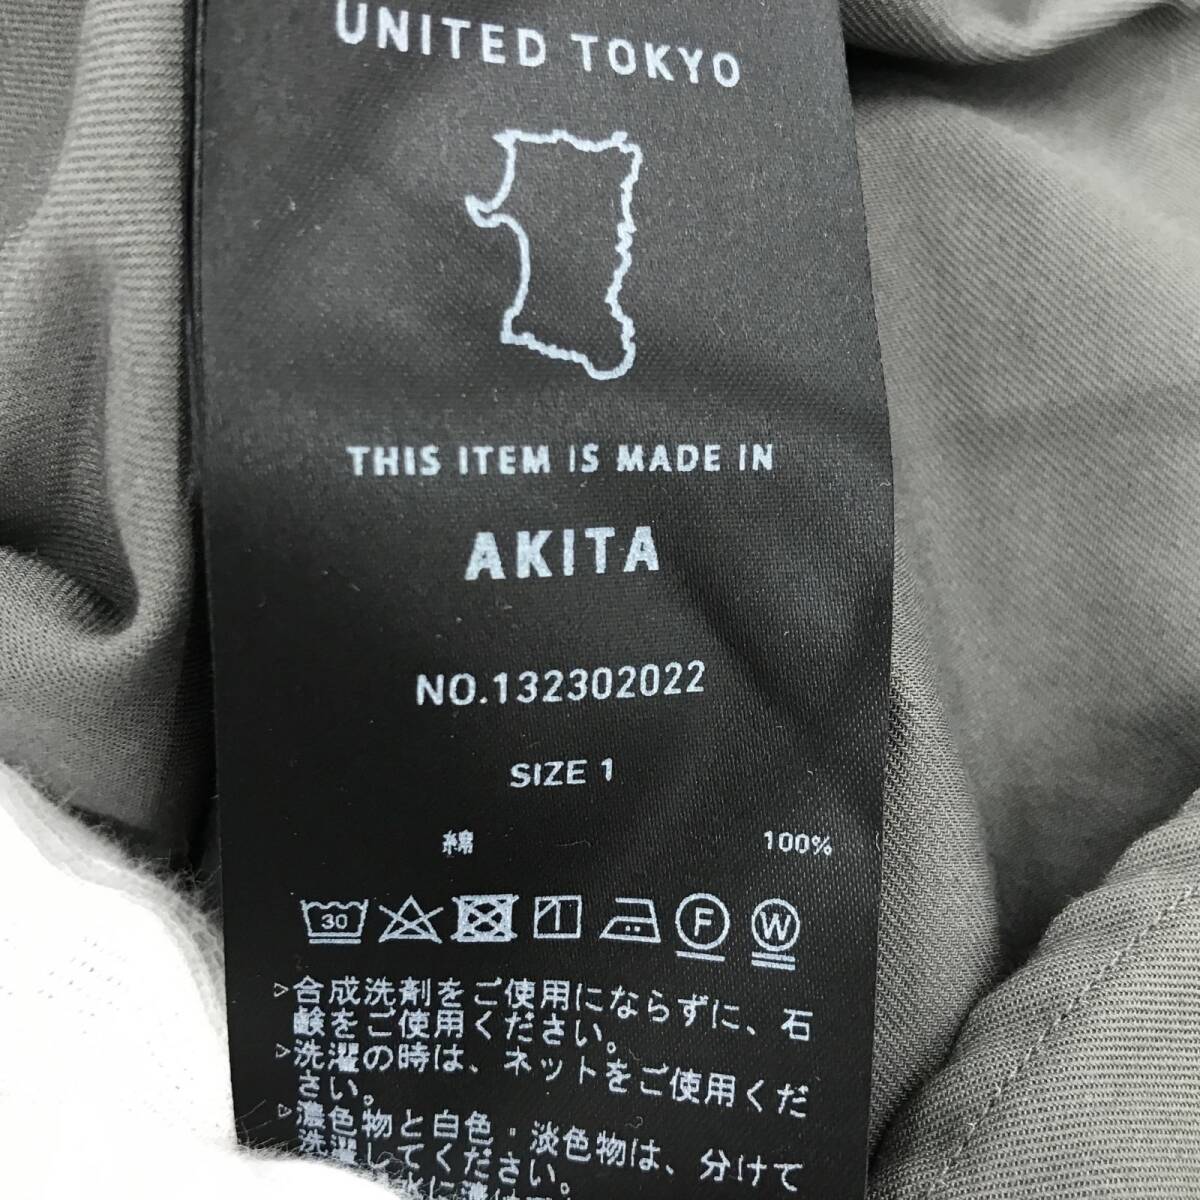 UNITED TOKYO
THIS ITEM IS MADE IN
AKITA
NO.132302022
SIZE 1
綿 100%
30 F W
▷合成洗剤をご使用にならずに、石
鹸をご使用ください。
▷洗濯の時は、ネットをご使用くだ
さい。
▷濃色物と白色・淡色物は、分けて
洗濯してください。
水に